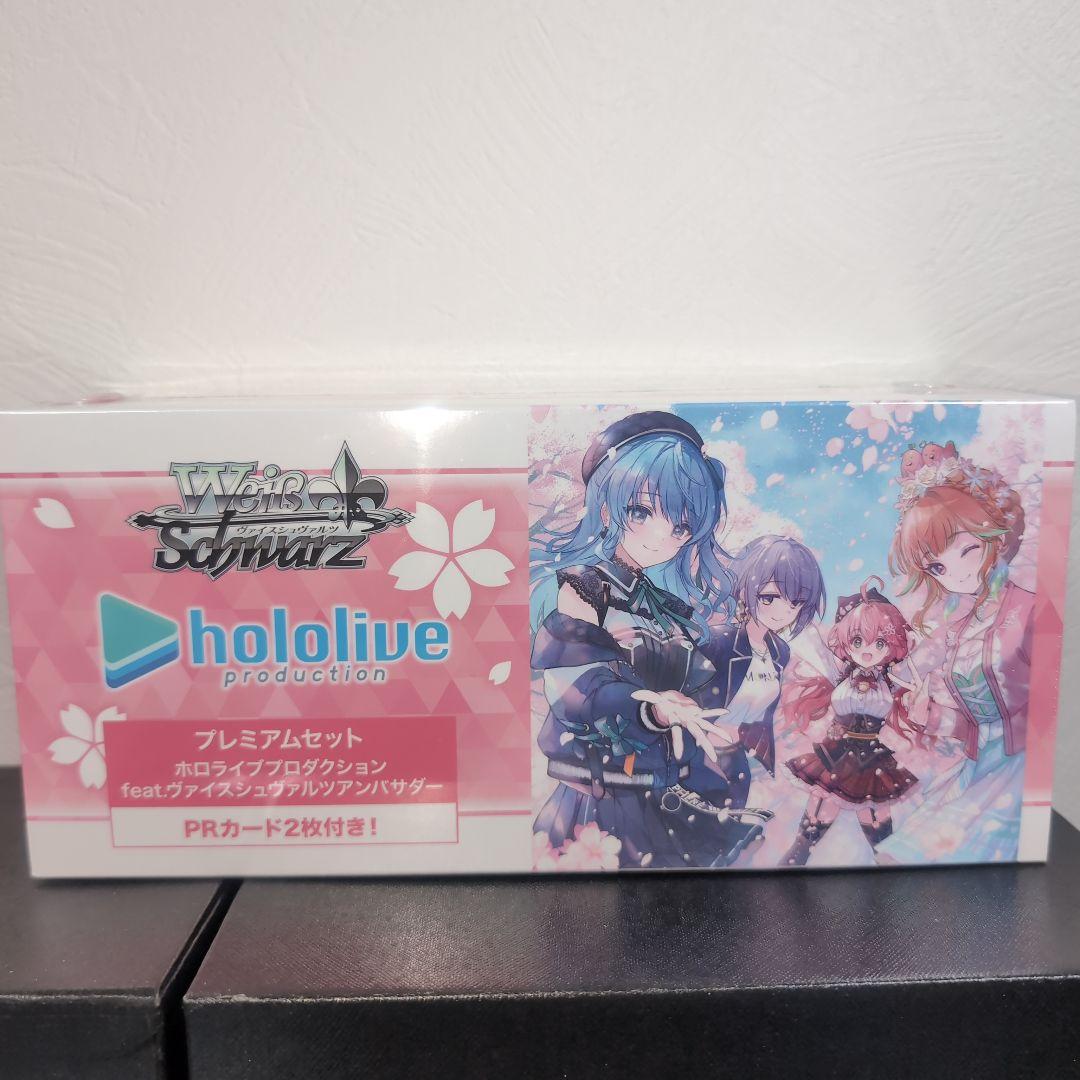 Weiß
ヴァイスシュヴァルツ
Schwarz
hololive
production
プレミアムセット
ホロライブプロダクション
feat.ヴァイスシュヴァルツアンバサダー
PRカード2枚付き!